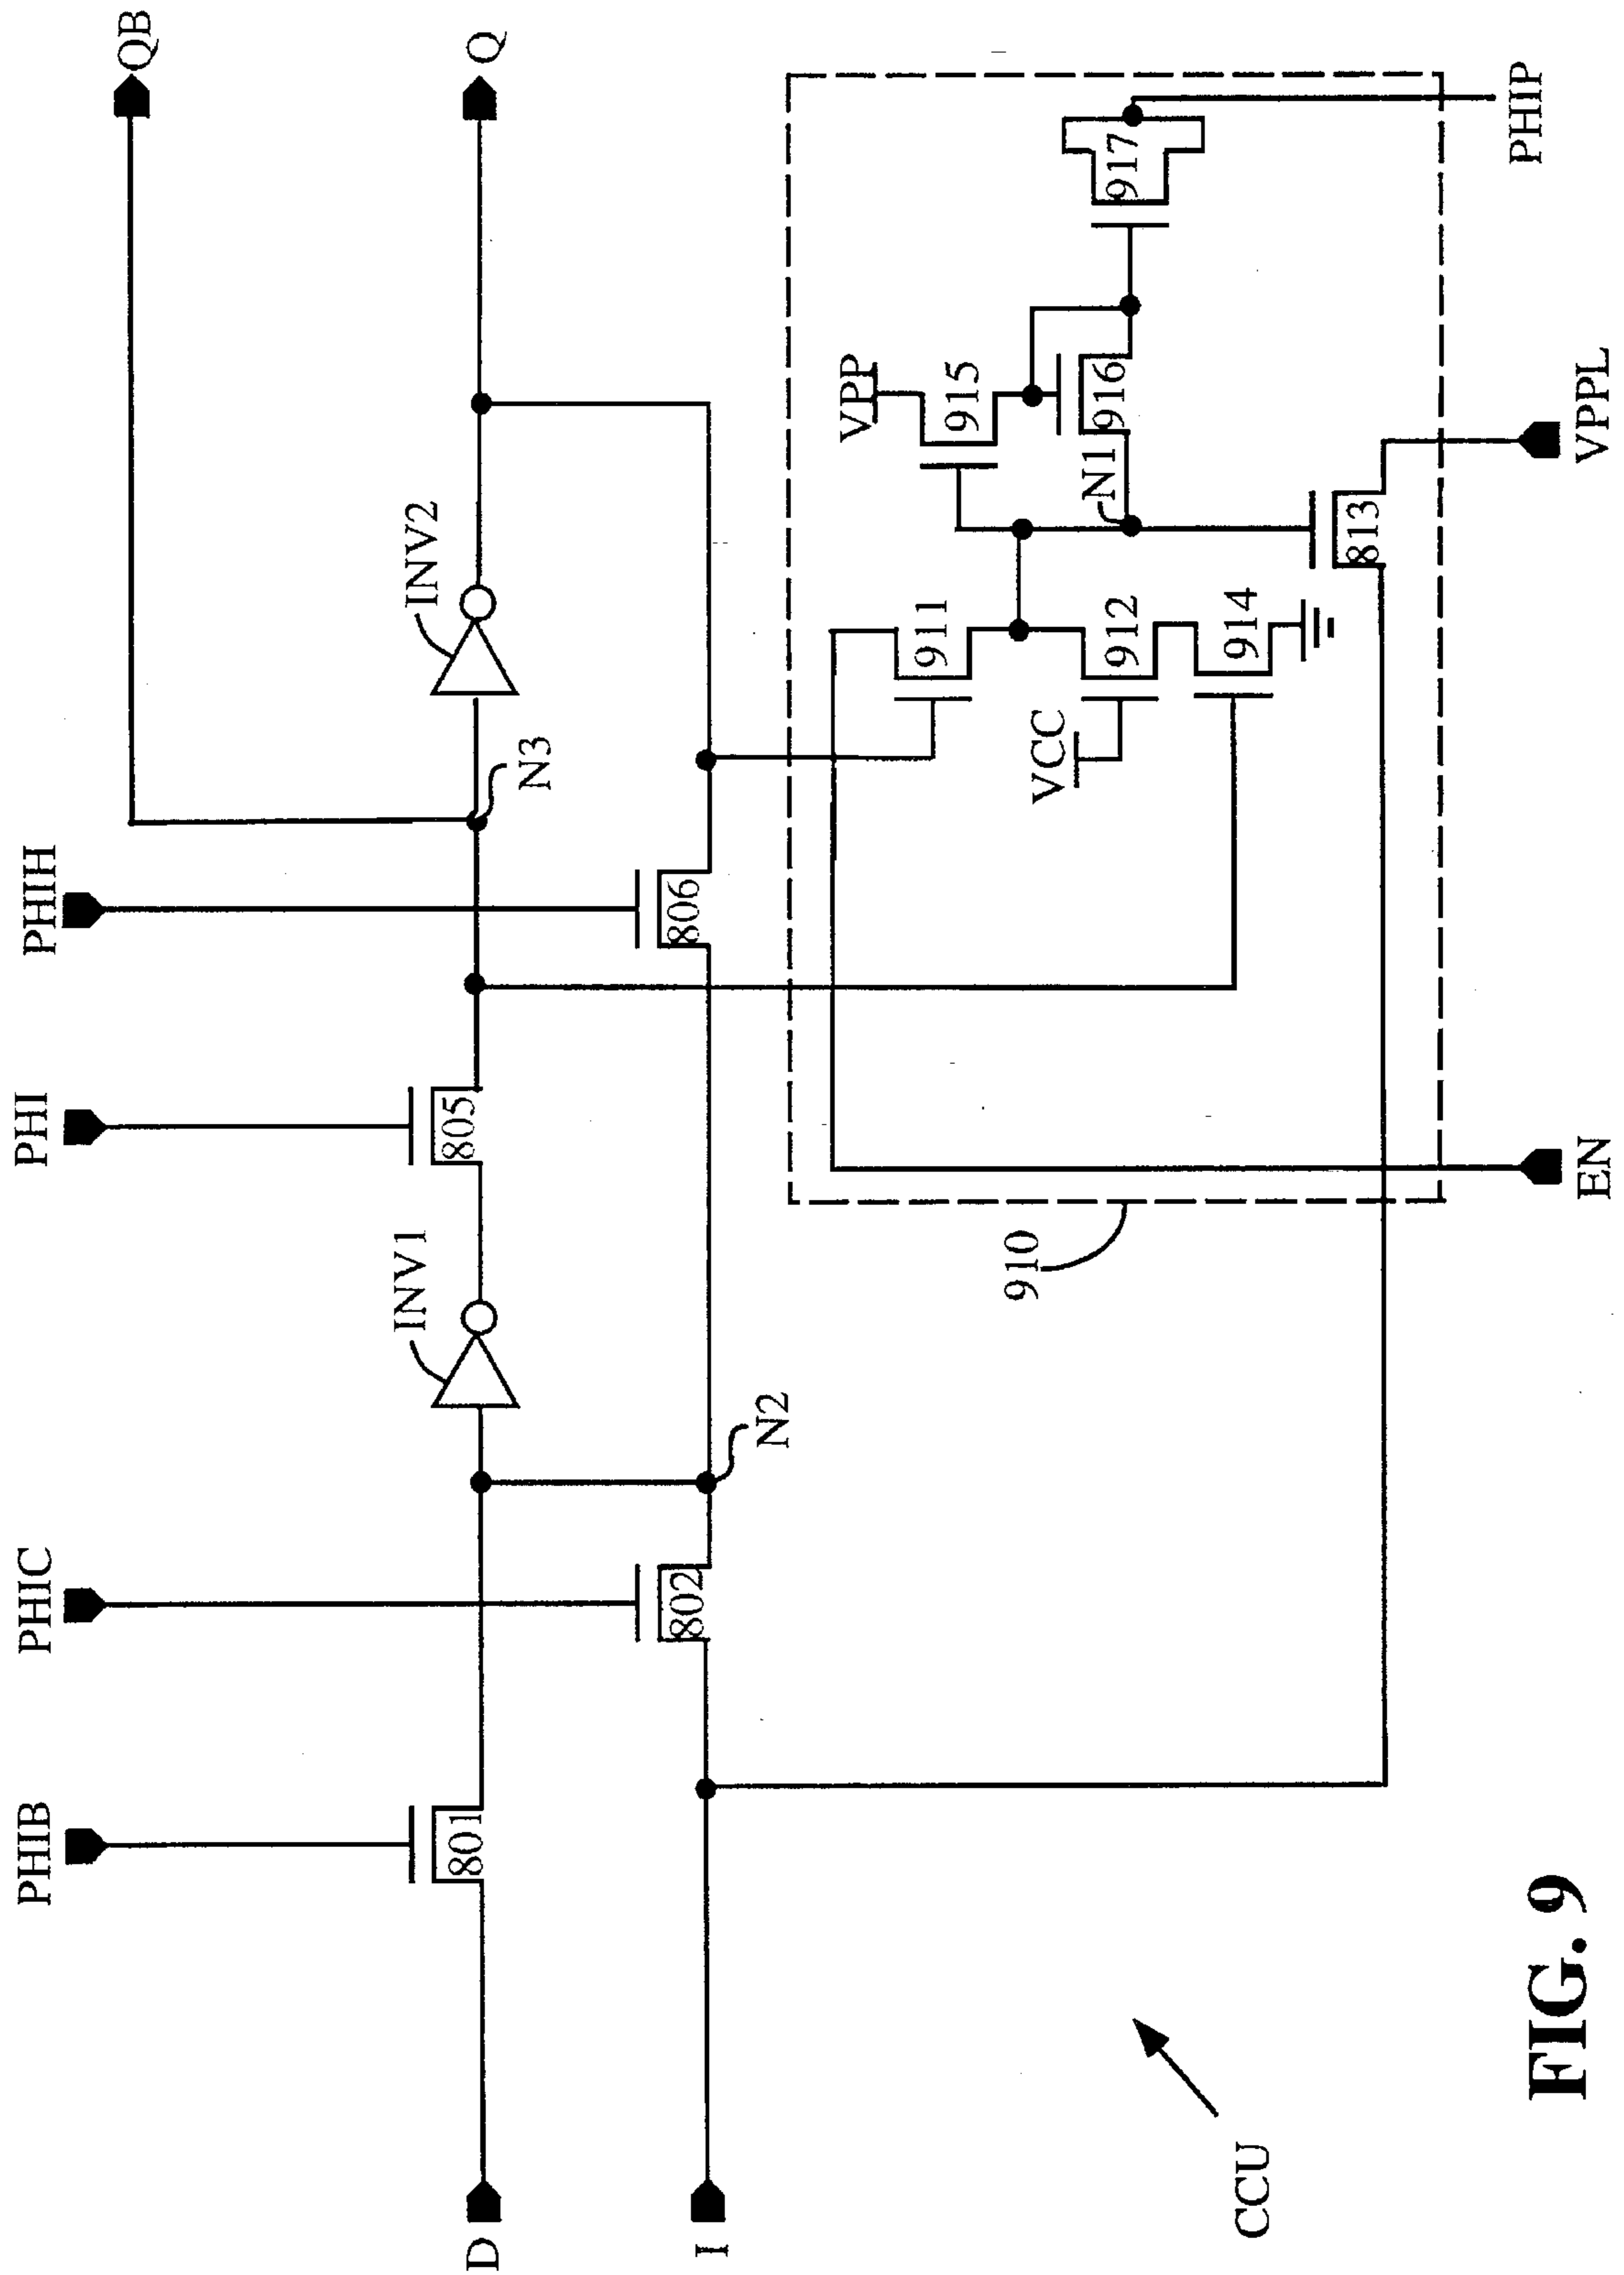 PHIB
PHIC
PHI
PHIH
QB
801
INV1
805
N3
INV2
Q
D
802
N2
806
I
VPP
915
911
VCC
912
914
N1
916
917
813
910
EN
VPPL
PHIP
CCU
FIG. 9